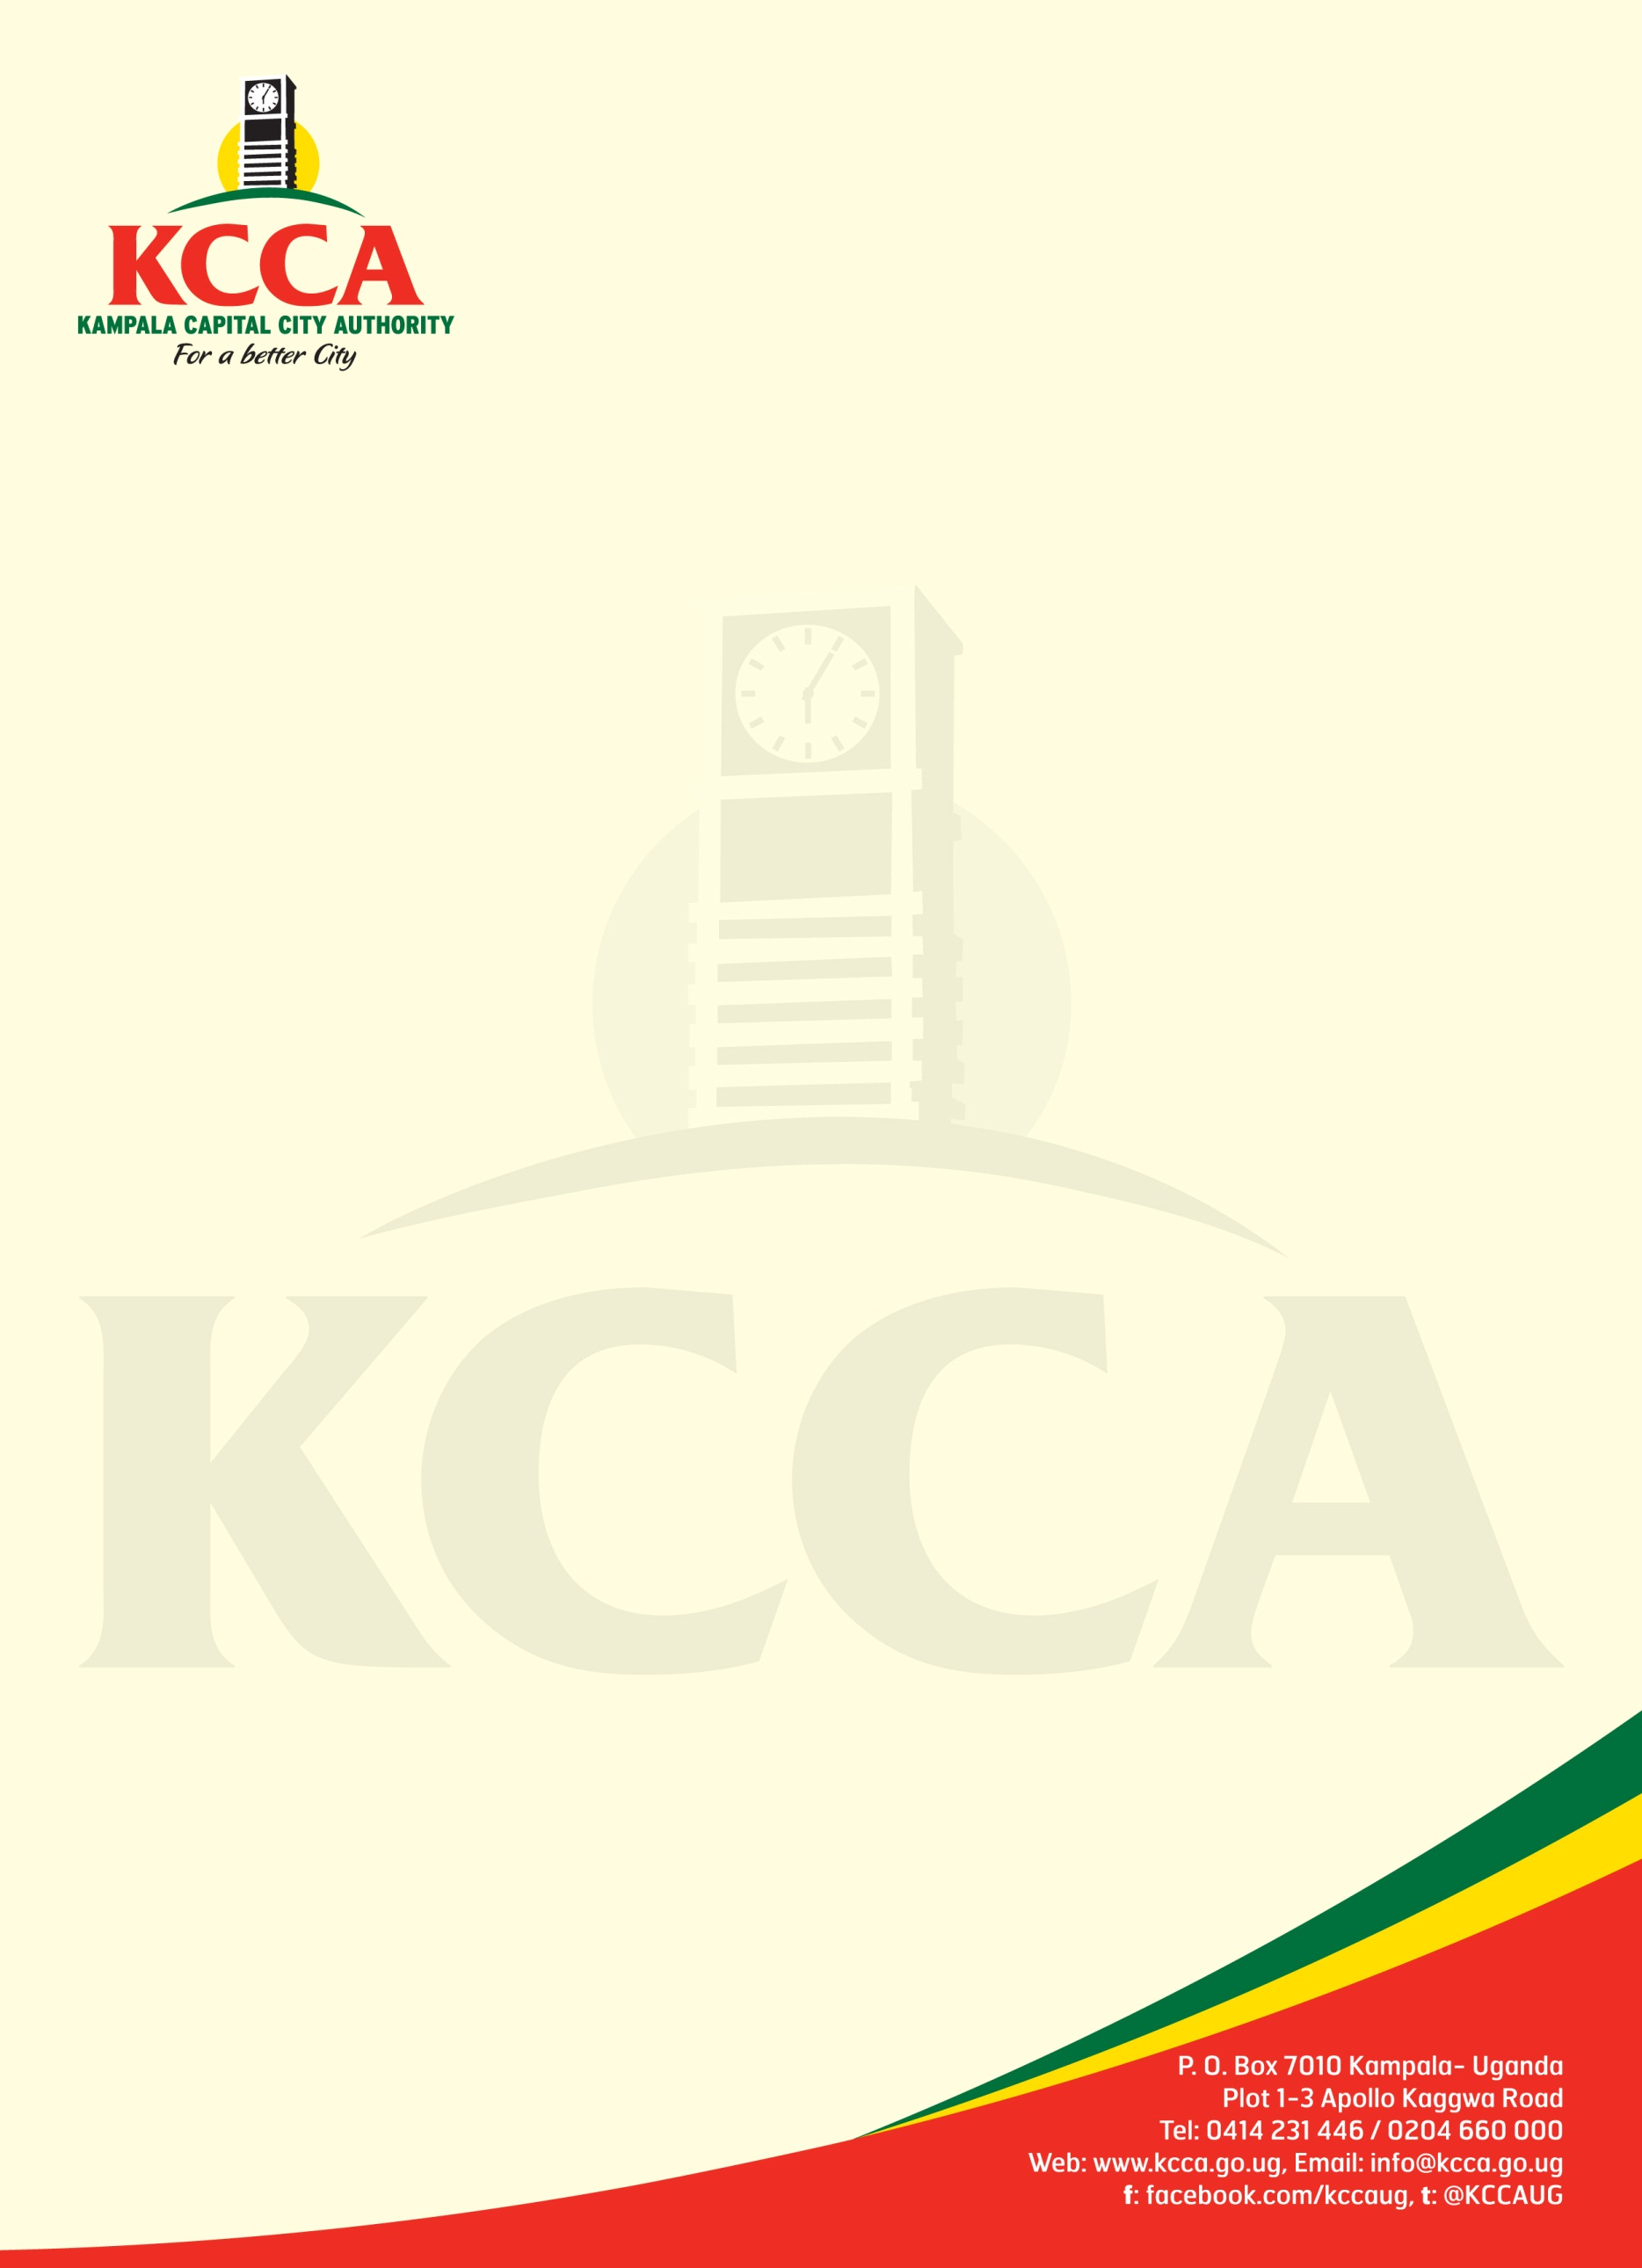 KCCA
KAMPALA CAPITAL CITY AUTHORITY
For a better City
KCCA
P. O. Box 7010 Kampala- Uganda
Plot 1-3 Apollo Kaggwa Road
Tel: 0414 231 446 / 0204 660 000
Web: www.kcca.go.ug, Email: info@kcca.go.ug
f: facebook.com/kccaug, t: @KCCAUG